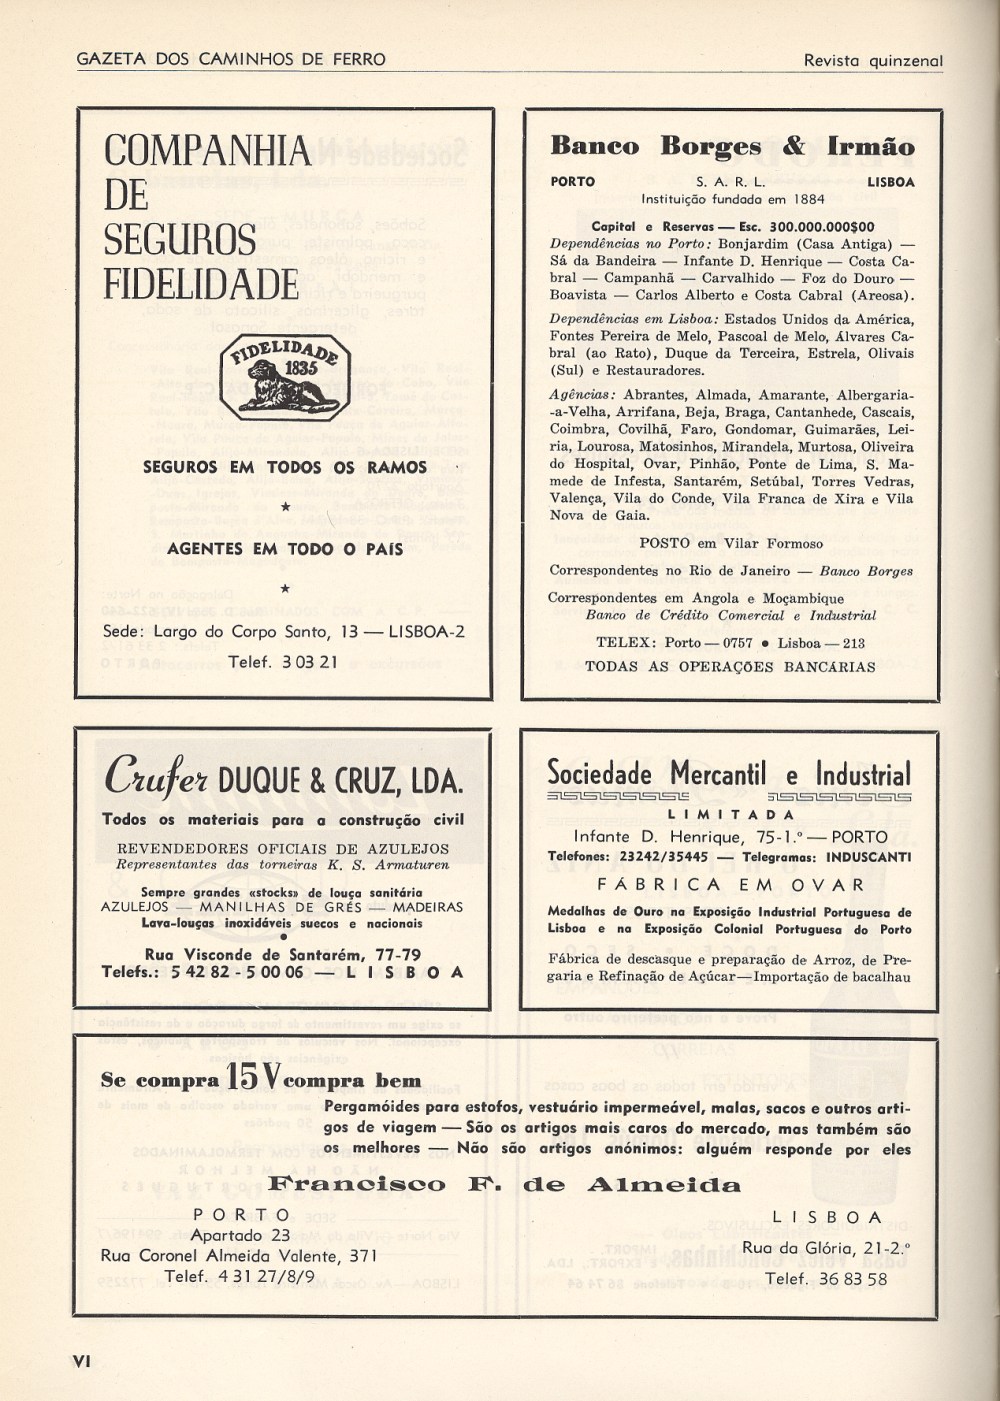 GAZETA DOS CAMINHOS DE FERRO
Revista quinzenal
COMPANHIA
DE
SEGUROS
FIDELIDADE
FIDELIDADE
1835
SEGUROS EM TODOS OS RAMOS
★
AGENTES EM TODO O PAÍS
★
Sede: Largo do Corpo Santo, 13 — LISBOA-2
Telef. 3 03 21
Banco Borges & Irmão
PORTO S. A. R. L. LISBOA
Instituição fundada em 1884
Capital e Reservas — Esc. 300.000.000$00
Dependências no Porto: Bonjardim (Casa Antiga) —
Sá da Bandeira — Infante D. Henrique — Costa Ca-
bral — Campanhã — Carvalhido — Foz do Douro —
Boavista — Carlos Alberto e Costa Cabral (Areosa).
Dependências em Lisboa: Estados Unidos da América,
Fontes Pereira de Melo, Pascoal de Melo, Álvares Ca-
bral (ao Rato), Duque da Terceira, Estrela, Olivais
(Sul) e Restauradores.
Agências: Abrantes, Almada, Amarante, Albergaria-
-a-Velha, Arrifana, Beja, Braga, Cantanhede, Cascais,
Coimbra, Covilhã, Faro, Gondomar, Guimarães, Lei-
ria, Lourosa, Matosinhos, Mirandela, Murtosa, Oliveira
do Hospital, Ovar, Pinhão, Ponte de Lima, S. Ma-
mede de Infesta, Santarém, Setúbal, Torres Vedras,
Valença, Vila do Conde, Vila Franca de Xira e Vila
Nova de Gaia.
POSTO em Vilar Formoso
Correspondentes no Rio de Janeiro — Banco Borges
Correspondentes em Angola e Moçambique
Banco de Crédito Comercial e Industrial
TELEX: Porto — 0757 ● Lisboa — 213
TODAS AS OPERAÇÕES BANCÁRIAS
Crufer DUQUE & CRUZ, LDA.
Todos os materiais para a construção civil
REVENDEDORES OFICIAIS DE AZULEJOS
Representantes das torneiras K. S. Armaturen
Sempre grandes «stocks» de louça sanitária
AZULEJOS — MANILHAS DE GRÉS — MADEIRAS
Lava-louças inoxidáveis suecos e nacionais
●
Rua Visconde de Santarém, 77-79
Telefs.: 5 42 82 - 5 00 06 — LISBOA
Sociedade Mercantil e Industrial
LIMITADA
Infante D. Henrique, 75-1.º — PORTO
Telefones: 23242/35445 — Telegramas: INDUSCANTI
FÁBRICA EM OVAR
Medalhas de Ouro na Exposição Industrial Portuguesa de
Lisboa e na Exposição Colonial Portuguesa do Porto
Fábrica de descasque e preparação de Arroz, de Pre-
garia e Refinação de Açúcar—Importação de bacalhau
Se compra 15V compra bem
Pergamóides para estofos, vestuário impermeável, malas, sacos e outros arti-
gos de viagem — São os artigos mais caros do mercado, mas também são
os melhores — Não são artigos anónimos: alguém responde por eles
Francisco F. de Almeida
PORTO
Apartado 23
Rua Coronel Almeida Valente, 371
Telef. 4 31 27/8/9
LISBOA
Rua da Glória, 21-2.º
Telef. 36 83 58
VI